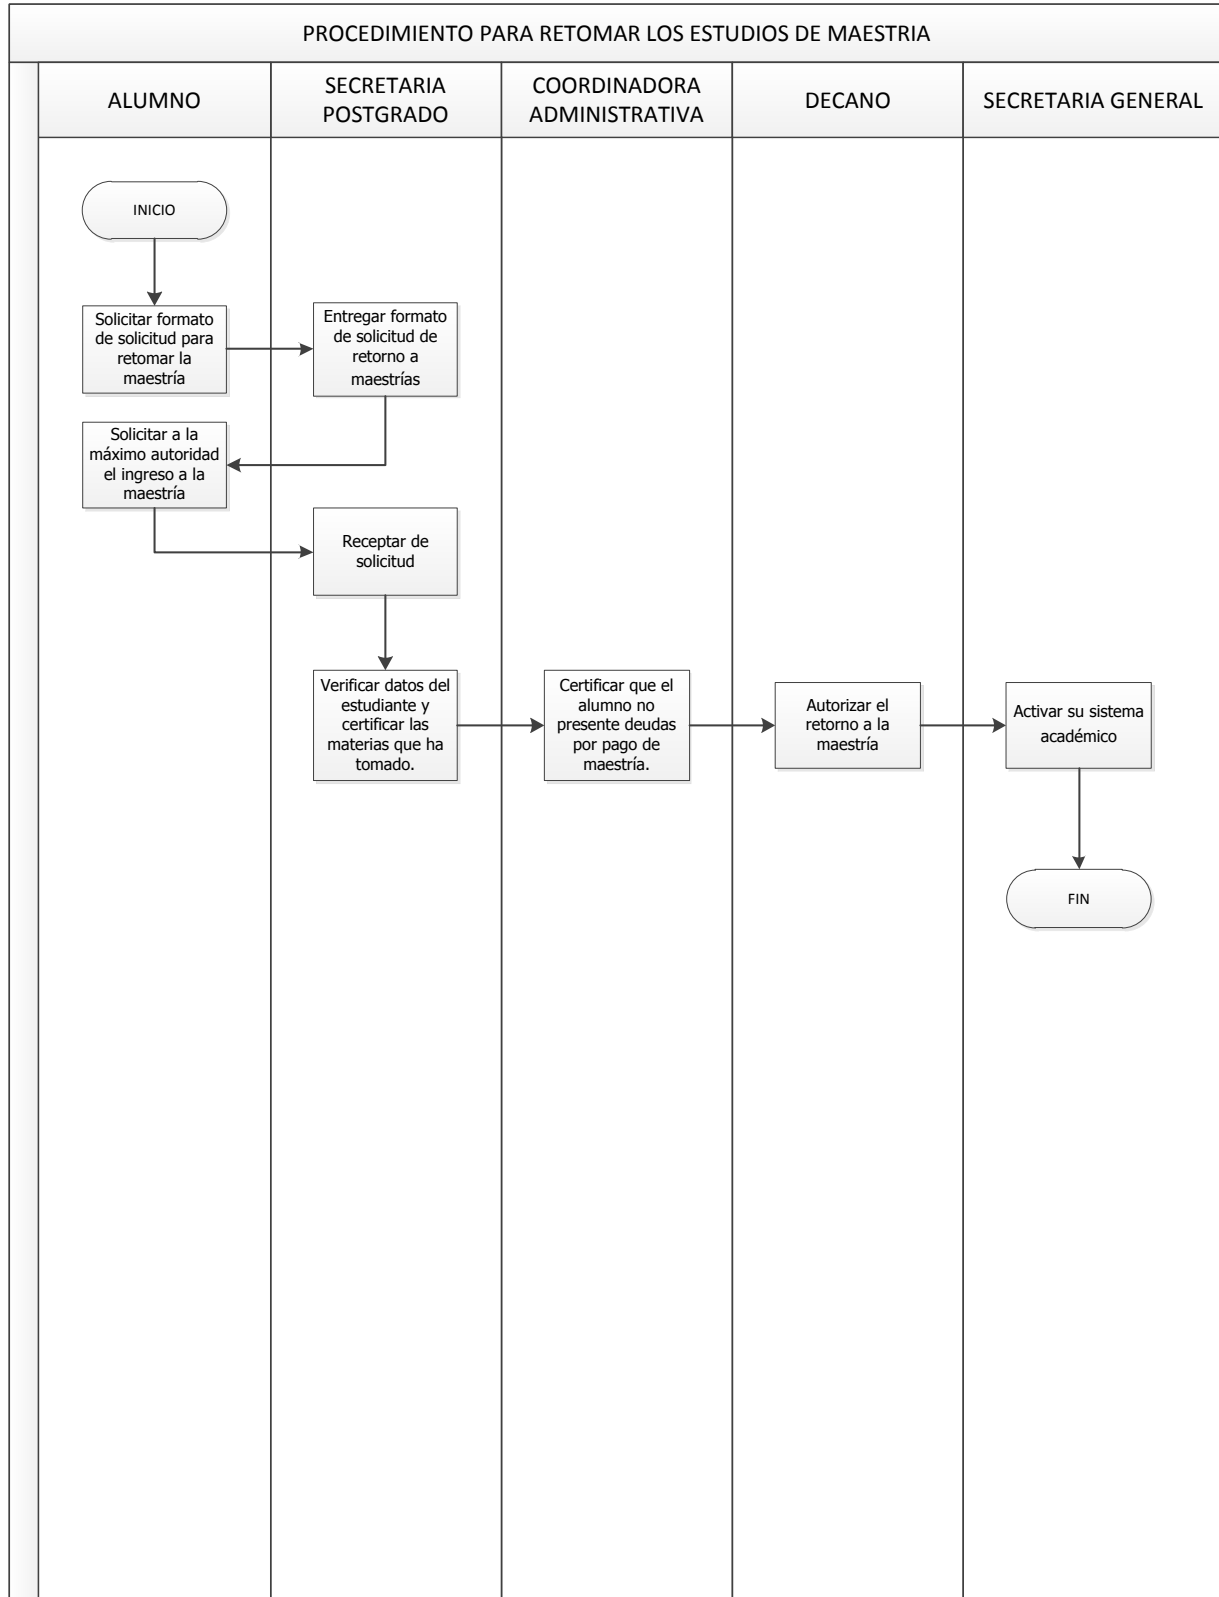 PROCEDIMIENTO PARA RETOMAR LOS ESTUDIOS DE MAESTRIA
ALUMNO
SECRETARIA
POSTGRADO
COORDINADORA
ADMINISTRATIVA
DECANO
SECRETARIA GENERAL
INICIO
Solicitar formato
de solicitud para
retomar la
maestría
Entregar formato
de solicitud de
retorno a
maestrías
Solicitar a la
máximo autoridad
el ingreso a la
maestría
Receptar de
solicitud
Verificar datos del
estudiante y
certificar las
materias que ha
tomado.
Certificar que el
alumno no
presente deudas
por pago de
maestría.
Autorizar el
retorno a la
maestría
Activar su sistema
académico
FIN